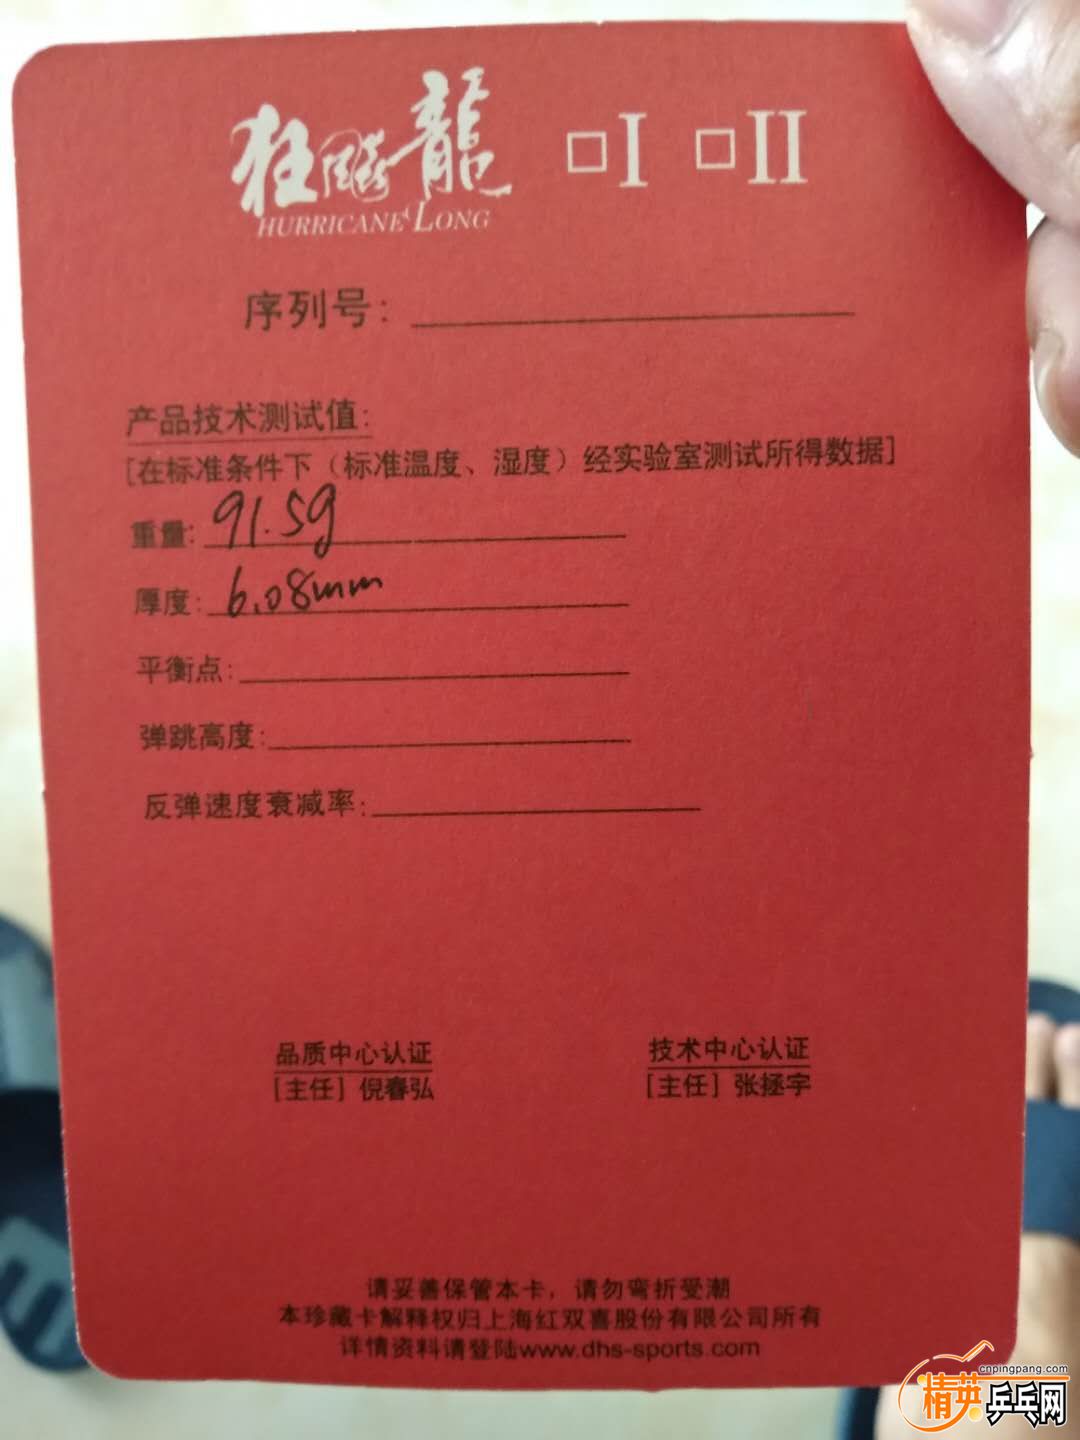 狂飚龍 □I □II
HURRICANE LONG
序列号:
产品技术测试值:
[在标准条件下（标准温度、湿度）经实验室测试所得数据]
重量: 91.5g
厚度: 6.08mm
平衡点:
弹跳高度:
反弹速度衰减率:
品质中心认证 技术中心认证
[主任] 倪春弘 [主任] 张拯宇
请妥善保管本卡，请勿弯折受潮
本珍藏卡解释权归上海红双喜股份有限公司所有
详情资料请登陆www.dhs-sports.com
cnpingpang.com
精英乒乓网